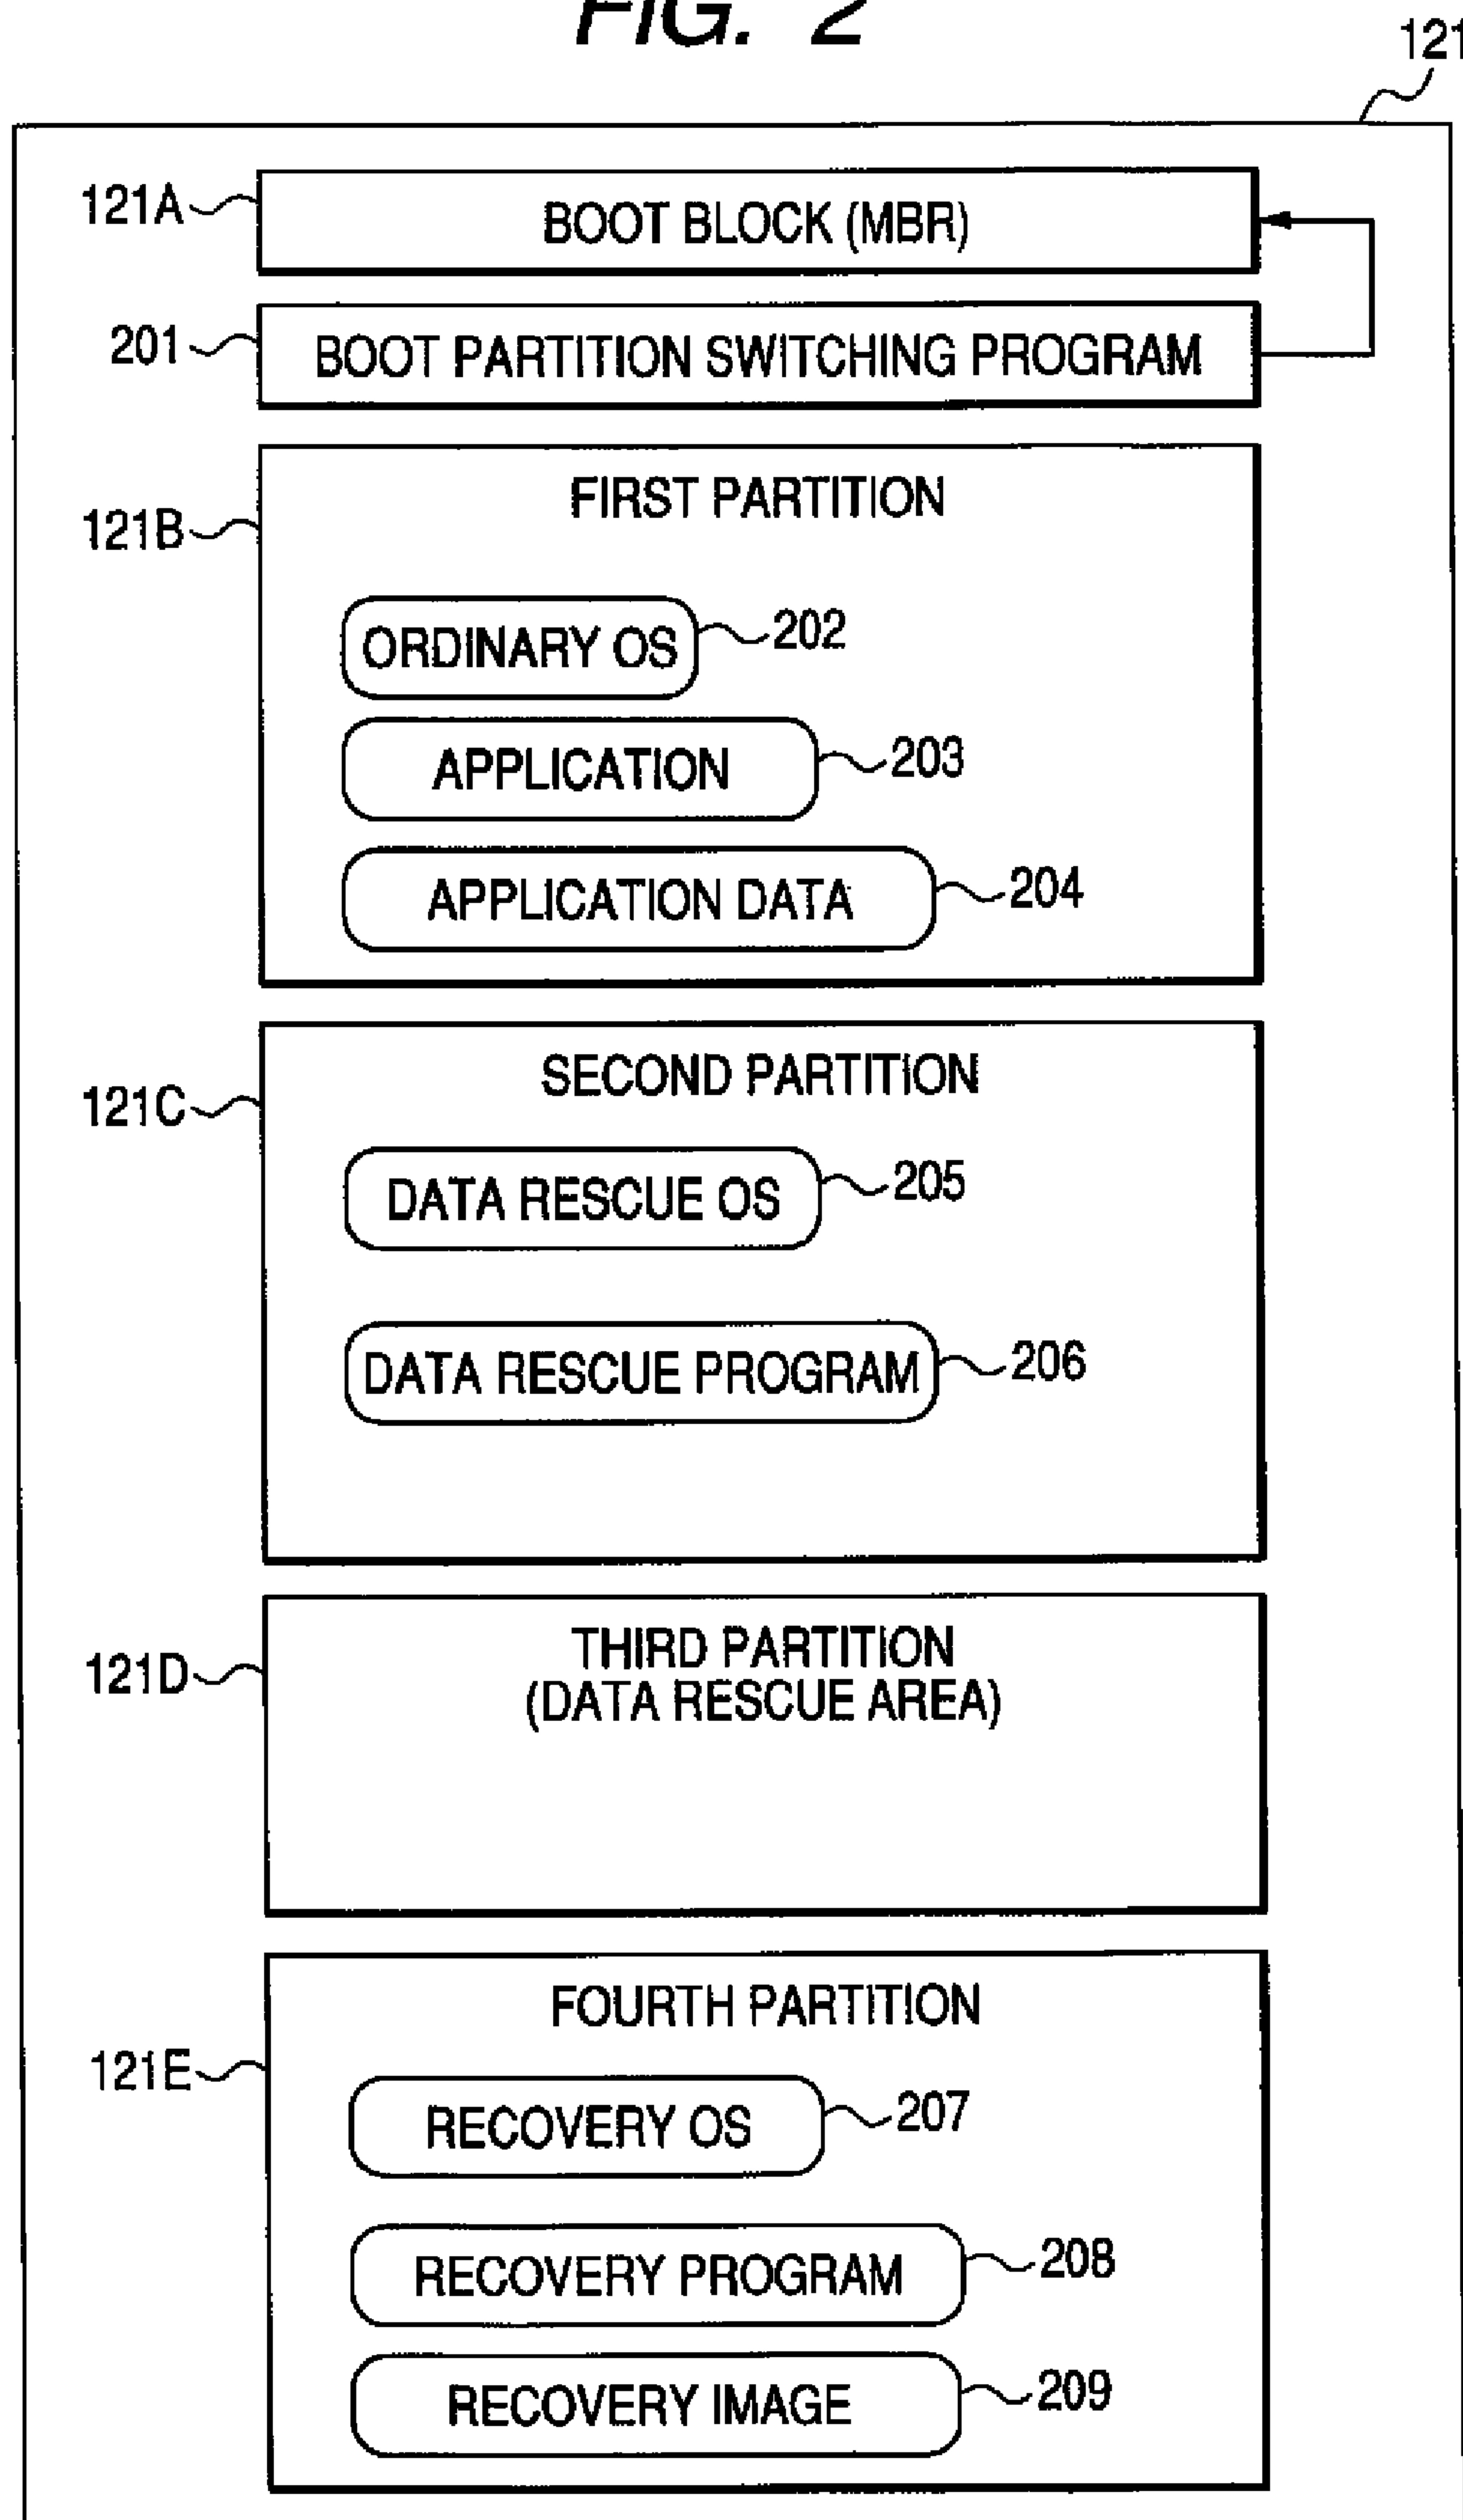 FIG. 2
121
121A
BOOT BLOCK (MBR)
201
BOOT PARTITION SWITCHING PROGRAM
FIRST PARTITION
121B
ORDINARY OS
202
APPLICATION
203
APPLICATION DATA
204
SECOND PARTITION
121C
DATA RESCUE OS
205
DATA RESCUE PROGRAM
206
THIRD PARTITION
(DATA RESCUE AREA)
121D
FOURTH PARTITION
121E
RECOVERY OS
207
RECOVERY PROGRAM
208
RECOVERY IMAGE
209